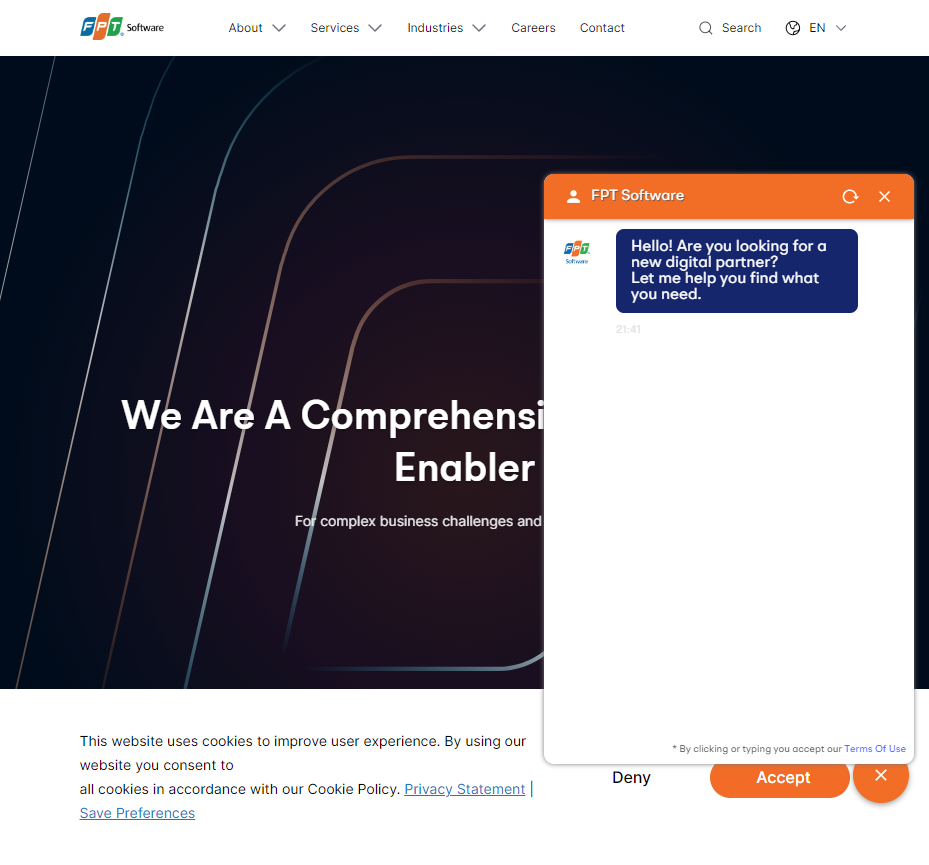 FPT Software
About
Services
Industries
Careers
Contact
Search
EN
FPT Software
FPT Software
Hello! Are you looking for a
new digital partner?
Let me help you find what
you need.
21:41
We Are A Comprehensi
Enabler
For complex business challenges and
* By clicking or typing you accept our Terms Of Use
This website uses cookies to improve user experience. By using our
website you consent to
all cookies in accordance with our Cookie Policy. Privacy Statement |
Save Preferences
Deny
Accept